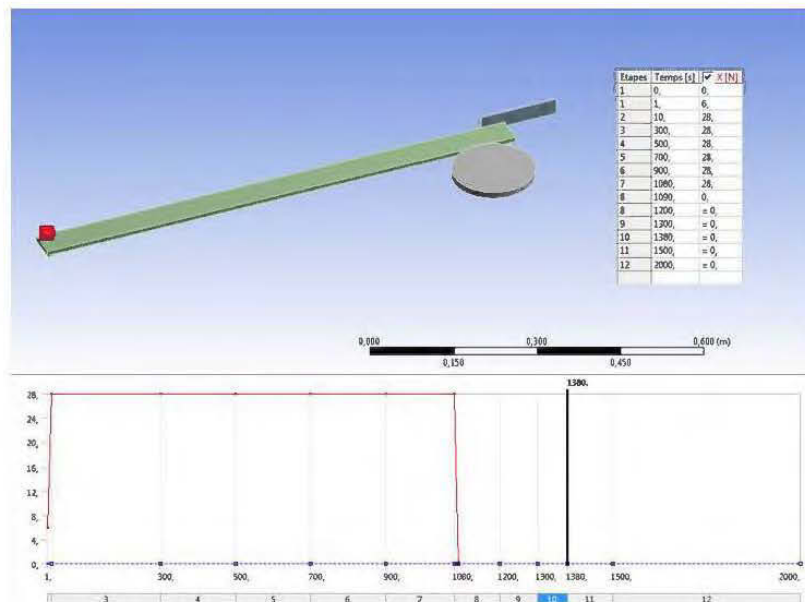 Etapes Temps [s] X [N]
1 0, 0,
1 1, 6,
2 10, 28,
3 300, 28,
4 500, 28,
5 700, 28,
6 900, 28,
7 1080, 28,
8 1090, 0,
8 1200, = 0,
9 1300, = 0,
10 1380, = 0,
11 1500, = 0,
12 2000, = 0,
0,000 0,300 0,600 (m)
0,150 0,450
1380,
28,
24,
20,
16,
12,
8,
4,
0,
1, 300, 500, 700, 900, 1080, 1200, 1300, 1380, 1500, 2000,
3 4 5 6 7 8 9 10 11 12